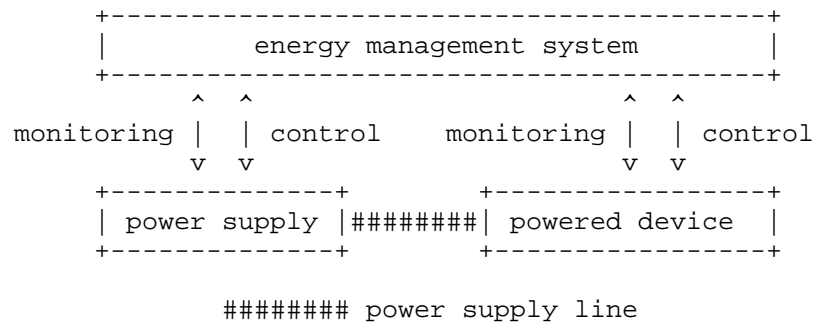 energy management system
monitoring control monitoring control
power supply ######## powered device
######## power supply line